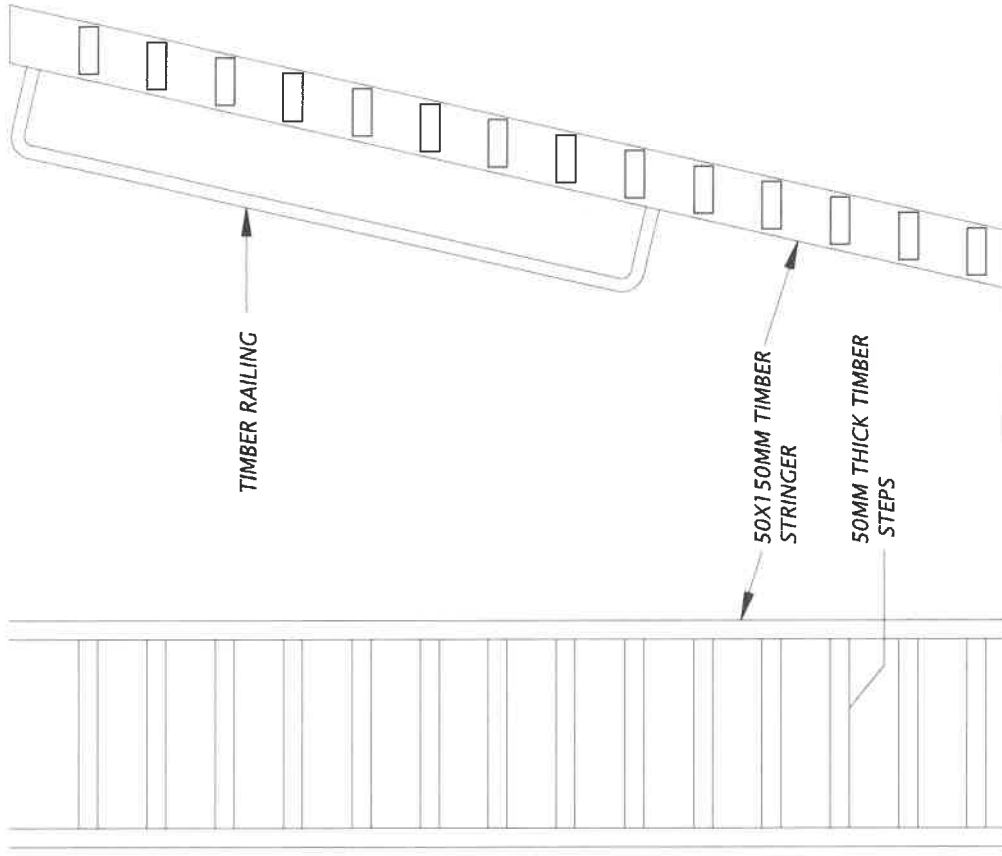 TIMBER RAILING
50X150MM TIMBER
STRINGER
50MM THICK TIMBER
STEPS